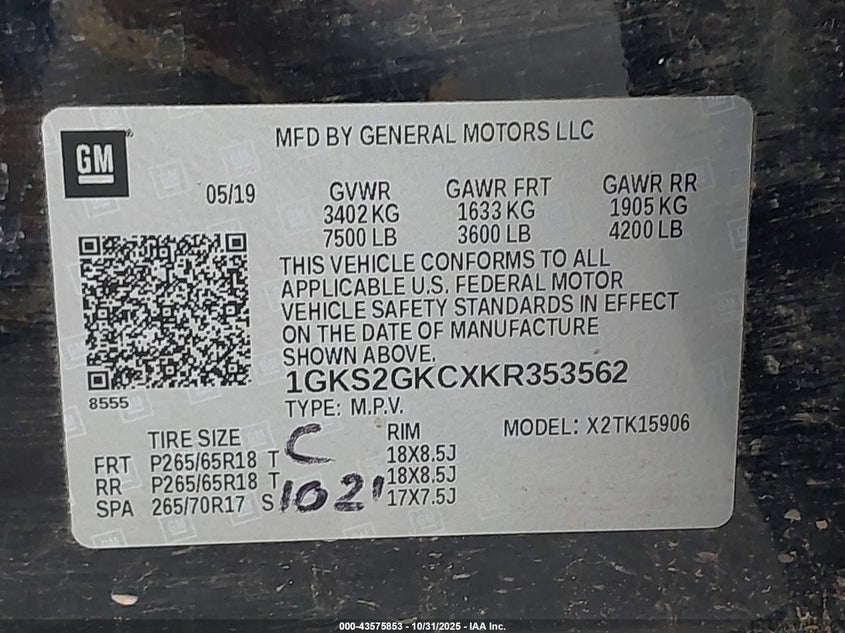 GM
MFD BY GENERAL MOTORS LLC
05/19
GVWR GAWR FRT GAWR RR
3402 KG 1633 KG 1905 KG
7500 LB 3600 LB 4200 LB
THIS VEHICLE CONFORMS TO ALL
APPLICABLE U.S. FEDERAL MOTOR
VEHICLE SAFETY STANDARDS IN EFFECT
ON THE DATE OF MANUFACTURE
SHOWN ABOVE.
1GKS2GKCXKR353562
8555
TYPE: M.P.V.
TIRE SIZE RIM MODEL: X2TK15906
FRT P265/65R18 T C 18X8.5J
RR P265/65R18 T 18X8.5J
SPA 265/70R17 S 1021 17X7.5J
000-43575853 - 10/31/2025 - IAA Inc.